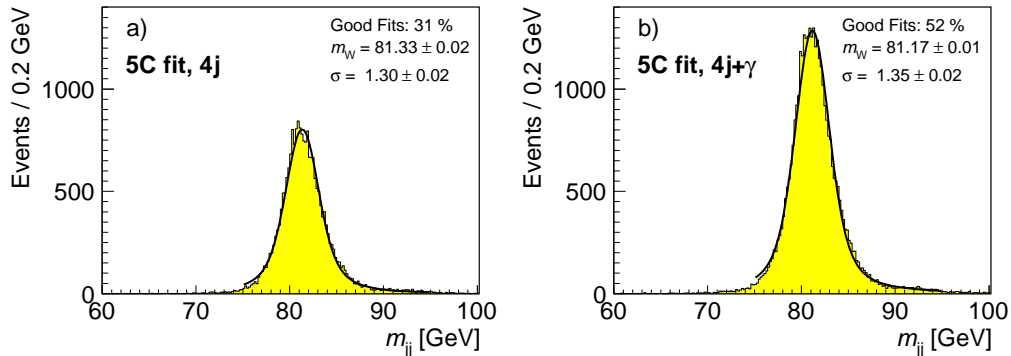 a)
5C fit, 4j
Good Fits: 31 %
m_W = 81.33 ± 0.02
σ = 1.30 ± 0.02
Events / 0.2 GeV
1000
500
0
60 70 80 90 100
m_jj [GeV]
b)
5C fit, 4j+γ
Good Fits: 52 %
m_W = 81.17 ± 0.01
σ = 1.35 ± 0.02
Events / 0.2 GeV
1000
500
0
60 70 80 90 100
m_jj [GeV]